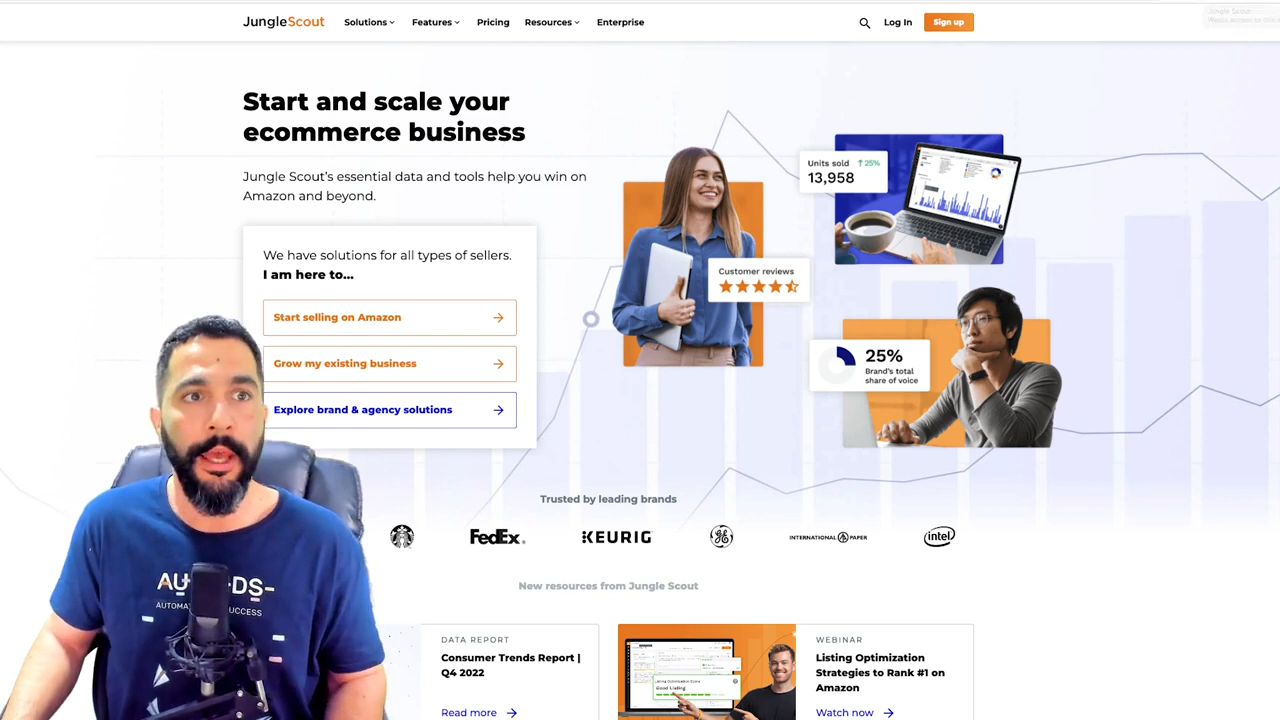 JungleScout
Solutions
Features
Pricing
Resources
Enterprise
Log In
Sign up
Start and scale your
ecommerce business
Jungle Scout's essential data and tools help you win on
Amazon and beyond.
We have solutions for all types of sellers.
I am here to...
Start selling on Amazon
Grow my existing business
Explore brand & agency solutions
Units sold 25%
13,958
Customer reviews
25%
Brand's total
share of voice
Trusted by leading brands
FedEx
KEURIG
GE
INTERNATIONAL PAPER
intel
New resources from Jungle Scout
DATA REPORT
Consumer Trends Report |
Q4 2022
Read more
Good Listing
WEBINAR
Listing Optimization
Strategies to Rank #1 on
Amazon
Watch now